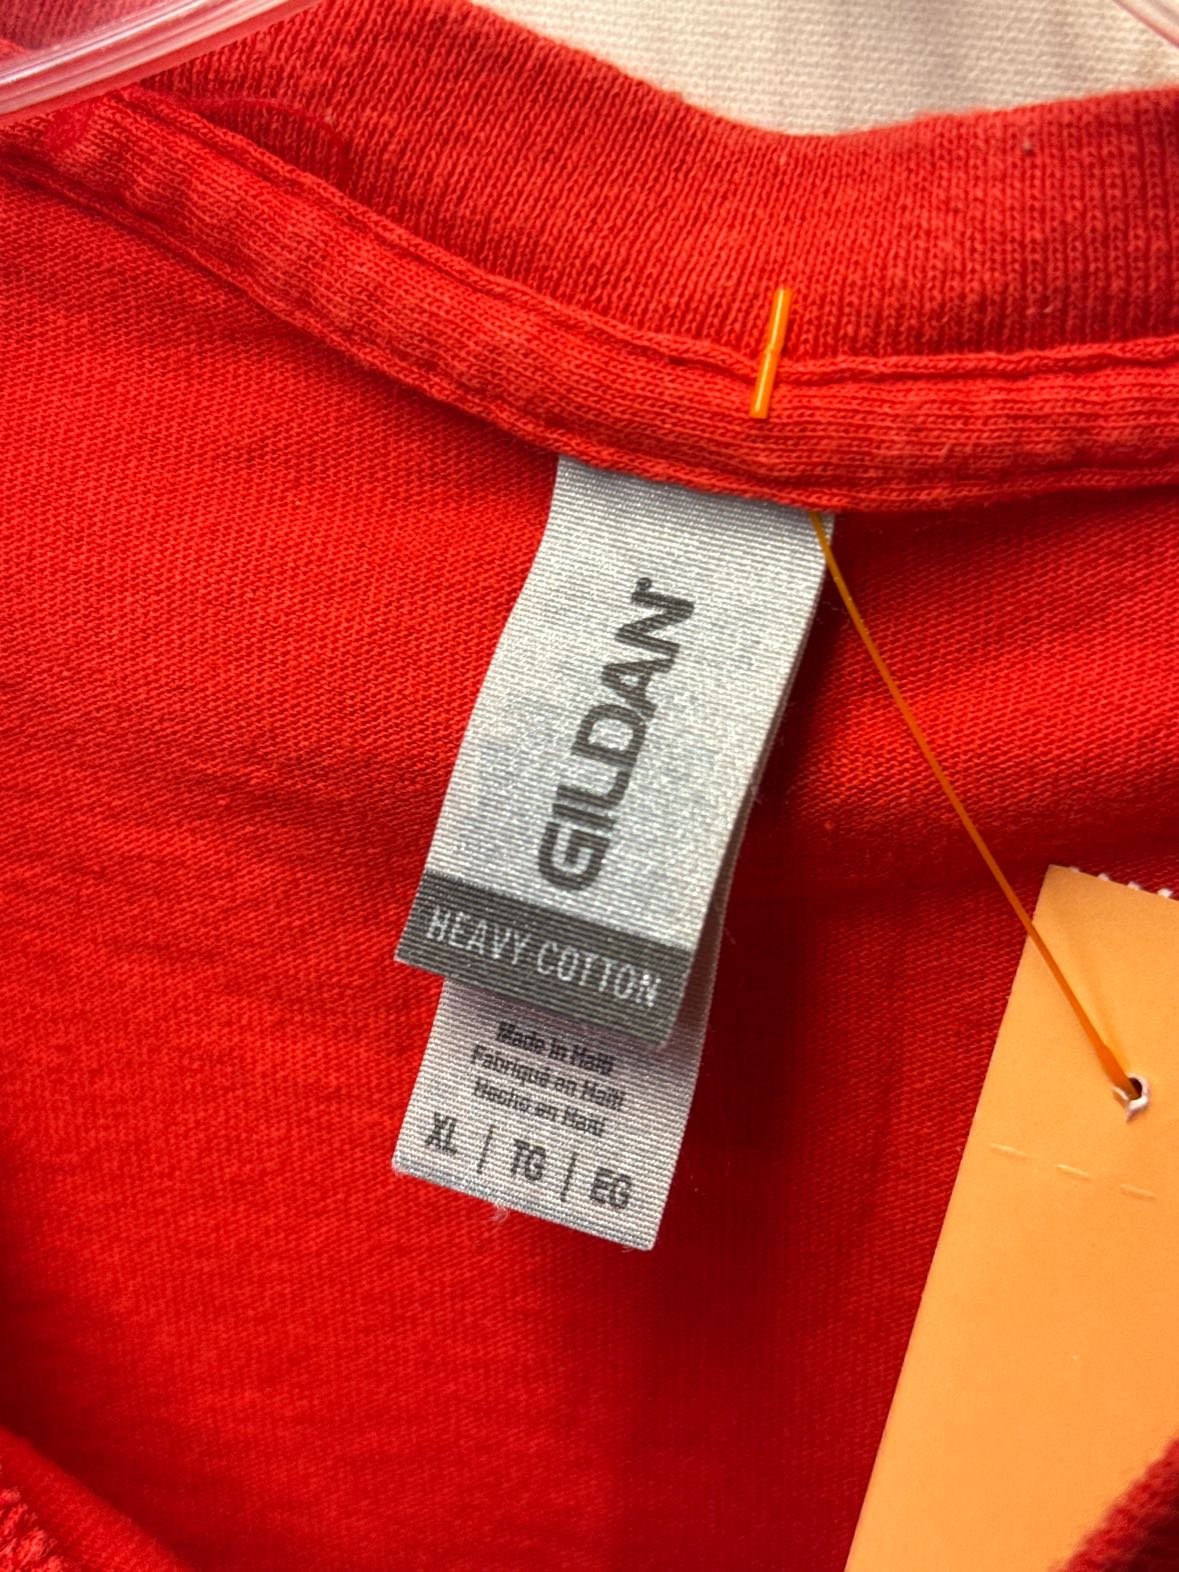 GILDAN
HEAVY COTTON
Made in Haiti
Fabriqué en Haïti
Hecho en Haití
XL | TG | EG